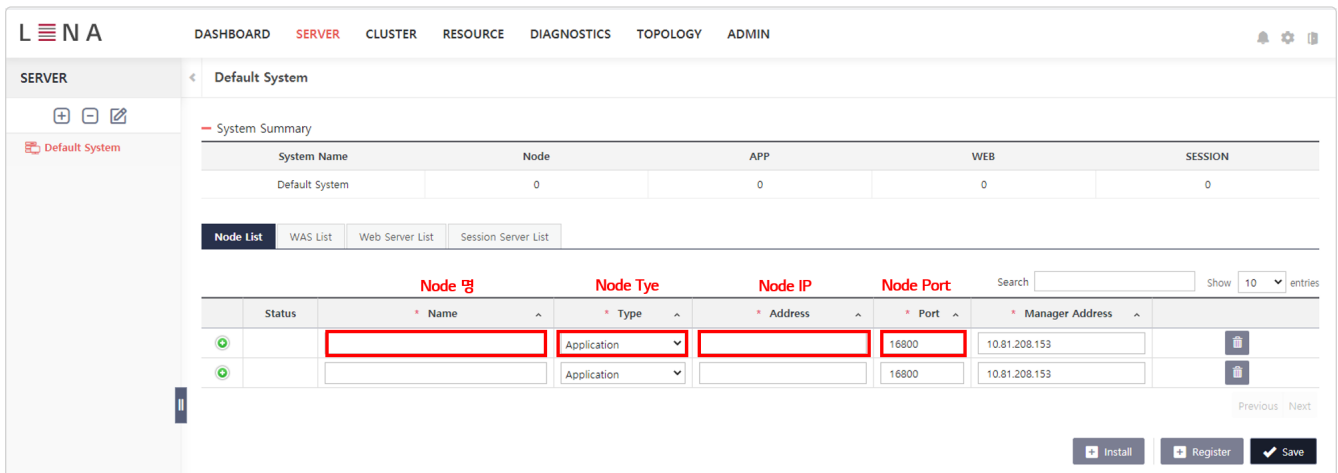 LENA
DASHBOARD SERVER CLUSTER RESOURCE DIAGNOSTICS TOPOLOGY ADMIN
SERVER
Default System
Default System
System Summary
System Name Node APP WEB SESSION
Default System 0 0 0 0
Node List WAS List Web Server List Session Server List
Node 명 Node Tye Node IP Node Port Search Show 10 entries
Status * Name * Type * Address * Port * Manager Address
Application 16800 10.81.208.153
Application 16800 10.81.208.153
Previous Next
Install Register Save